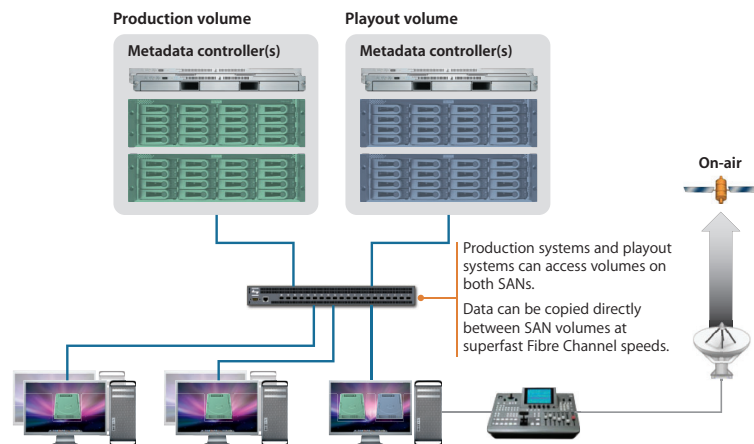 Production volume
Playout volume
Metadata controller(s)
Metadata controller(s)
On-air
Production systems and playout
systems can access volumes on
both SANs.
Data can be copied directly
between SAN volumes at
superfast Fibre Channel speeds.